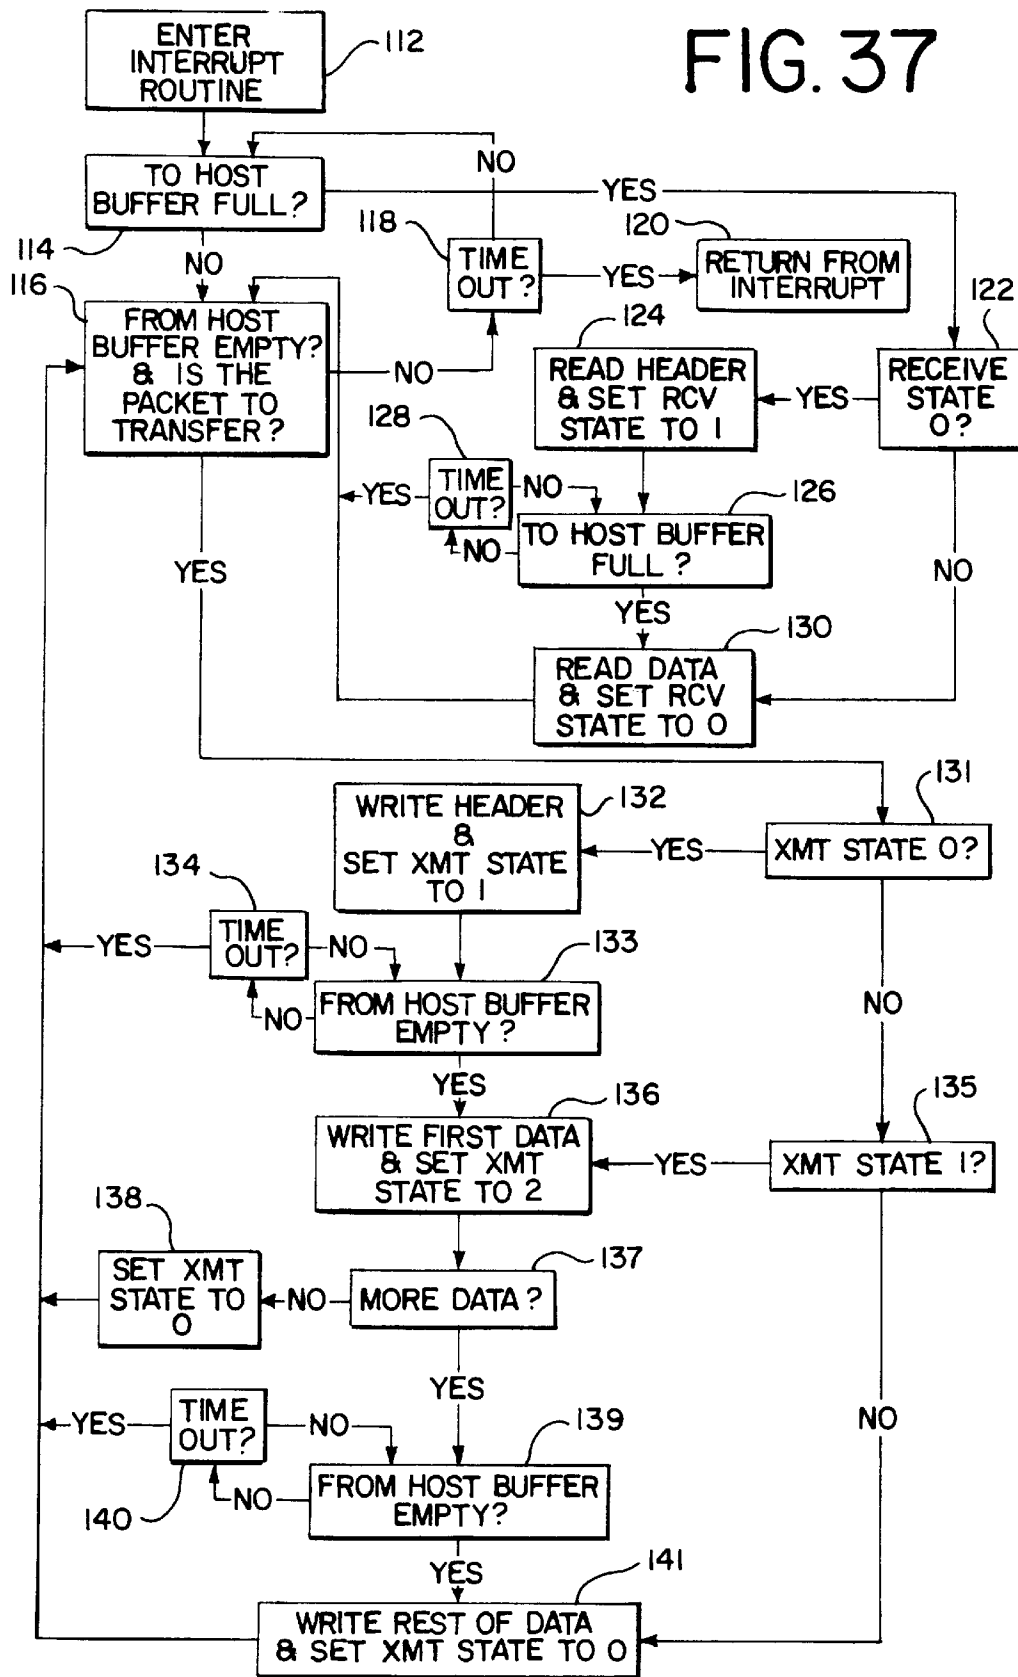 FIG. 37
ENTER
INTERRUPT
ROUTINE
112
TO HOST
BUFFER FULL?
114
NO
YES
NO
116
FROM HOST
BUFFER EMPTY?
& IS THE
PACKET TO
TRANSFER?
NO
118
TIME
OUT?
YES
120
RETURN FROM
INTERRUPT
122
RECEIVE
STATE
0?
YES
124
READ HEADER
& SET RCV
STATE TO 1
128
TIME
OUT?
YES
NO
NO
126
TO HOST BUFFER
FULL?
YES
NO
130
READ DATA
& SET RCV
STATE TO 0
YES
131
XMT STATE 0?
YES
132
WRITE HEADER
&
SET XMT STATE
TO 1
134
TIME
OUT?
YES
NO
NO
133
FROM HOST BUFFER
EMPTY?
YES
NO
135
XMT STATE 1?
YES
136
WRITE FIRST DATA
& SET XMT
STATE TO 2
137
MORE DATA?
NO
138
SET XMT
STATE TO
0
YES
NO
TIME
OUT?
140
YES
NO
NO
139
FROM HOST BUFFER
EMPTY?
YES
141
WRITE REST OF DATA
& SET XMT STATE TO 0